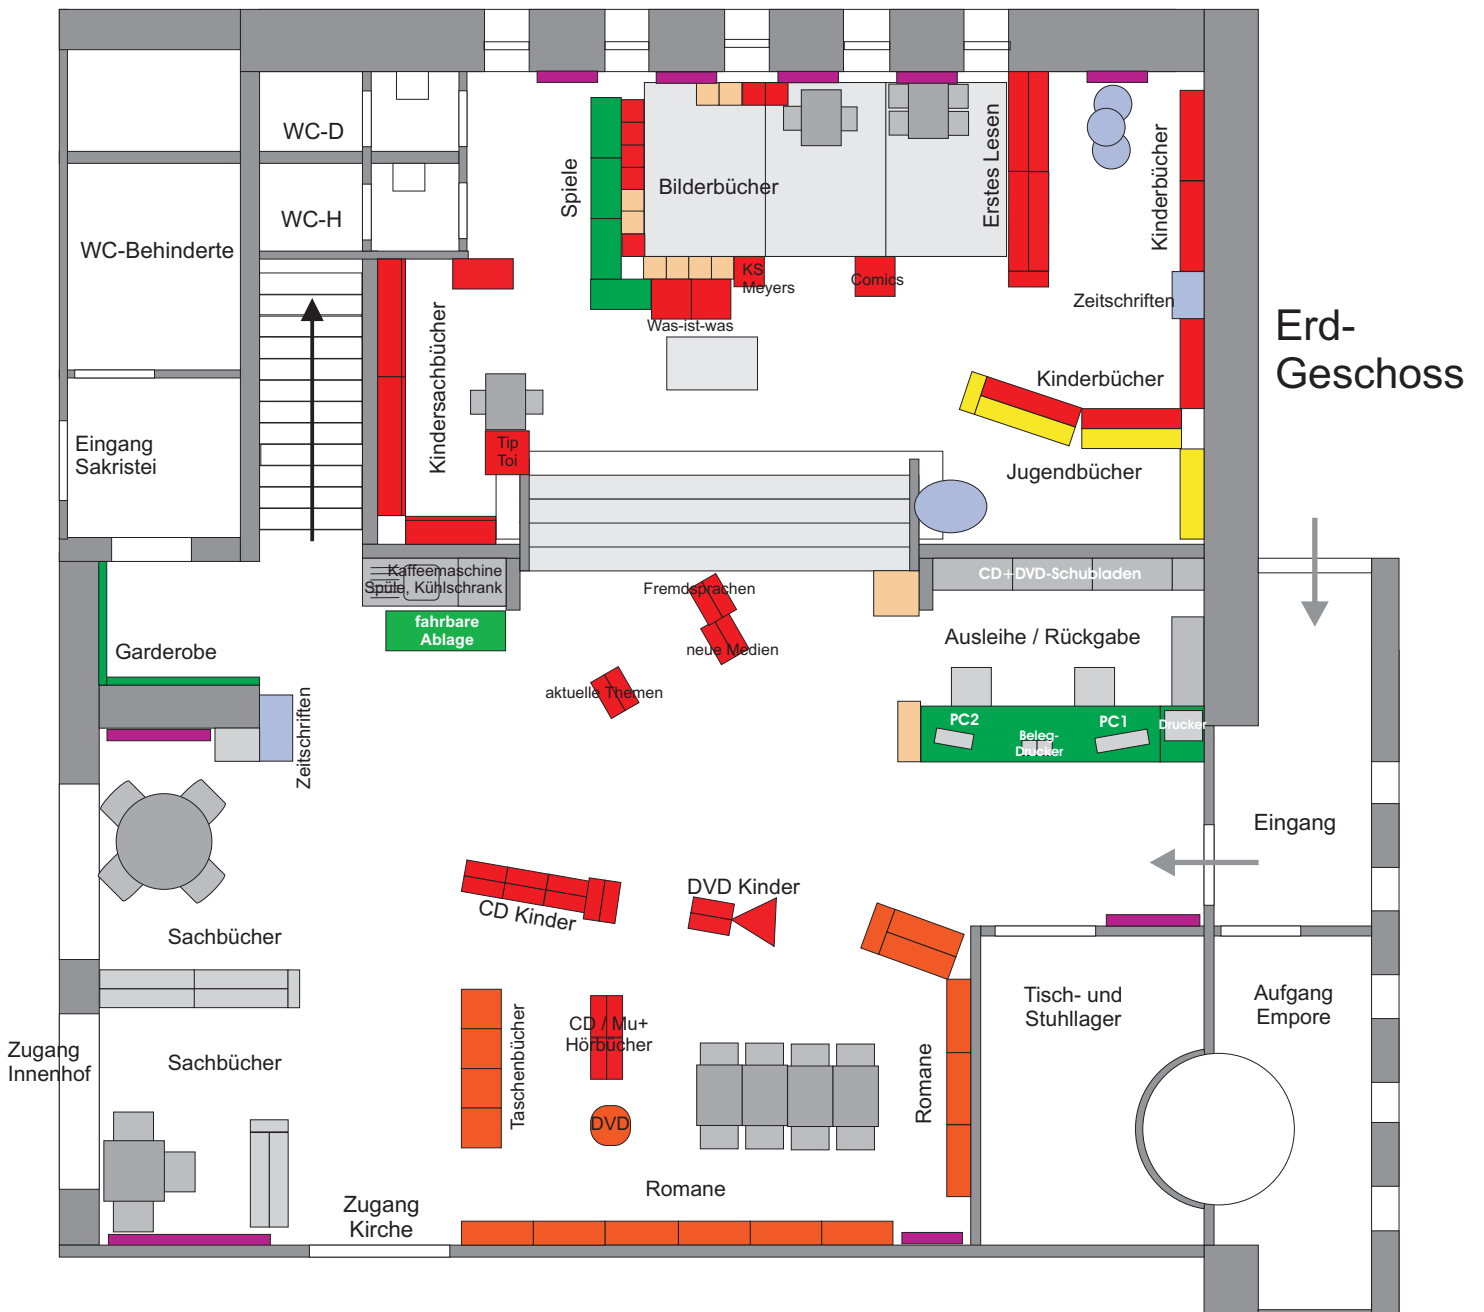 WC-D
WC-H
WC-Behinderte
Eingang
Sakristei
Spiele
Bilderbücher
Erstes Lesen
Kinderbücher
KS
Meyers
Comics
Was-ist-was
Zeitschriften
Erd-
Geschoss
Kindersachbücher
Tip
Toi
Kinderbücher
Jugendbücher
Kaffeemaschine
Spüle, Kühlschrank
fahrbare
Ablage
Fremdsprachen
neue Medien
aktuelle Themen
CD+DVD-Schubladen
Ausleihe / Rückgabe
PC2
Beleg-
Drucker
PC1
Drucker
Garderobe
Zeitschriften
Eingang
Sachbücher
CD Kinder
DVD Kinder
Zugang
Innenhof
Sachbücher
Taschenbücher
CD / Mu+
Hörbücher
DVD
Romane
Romane
Tisch- und
Stuhllager
Aufgang
Empore
Zugang
Kirche